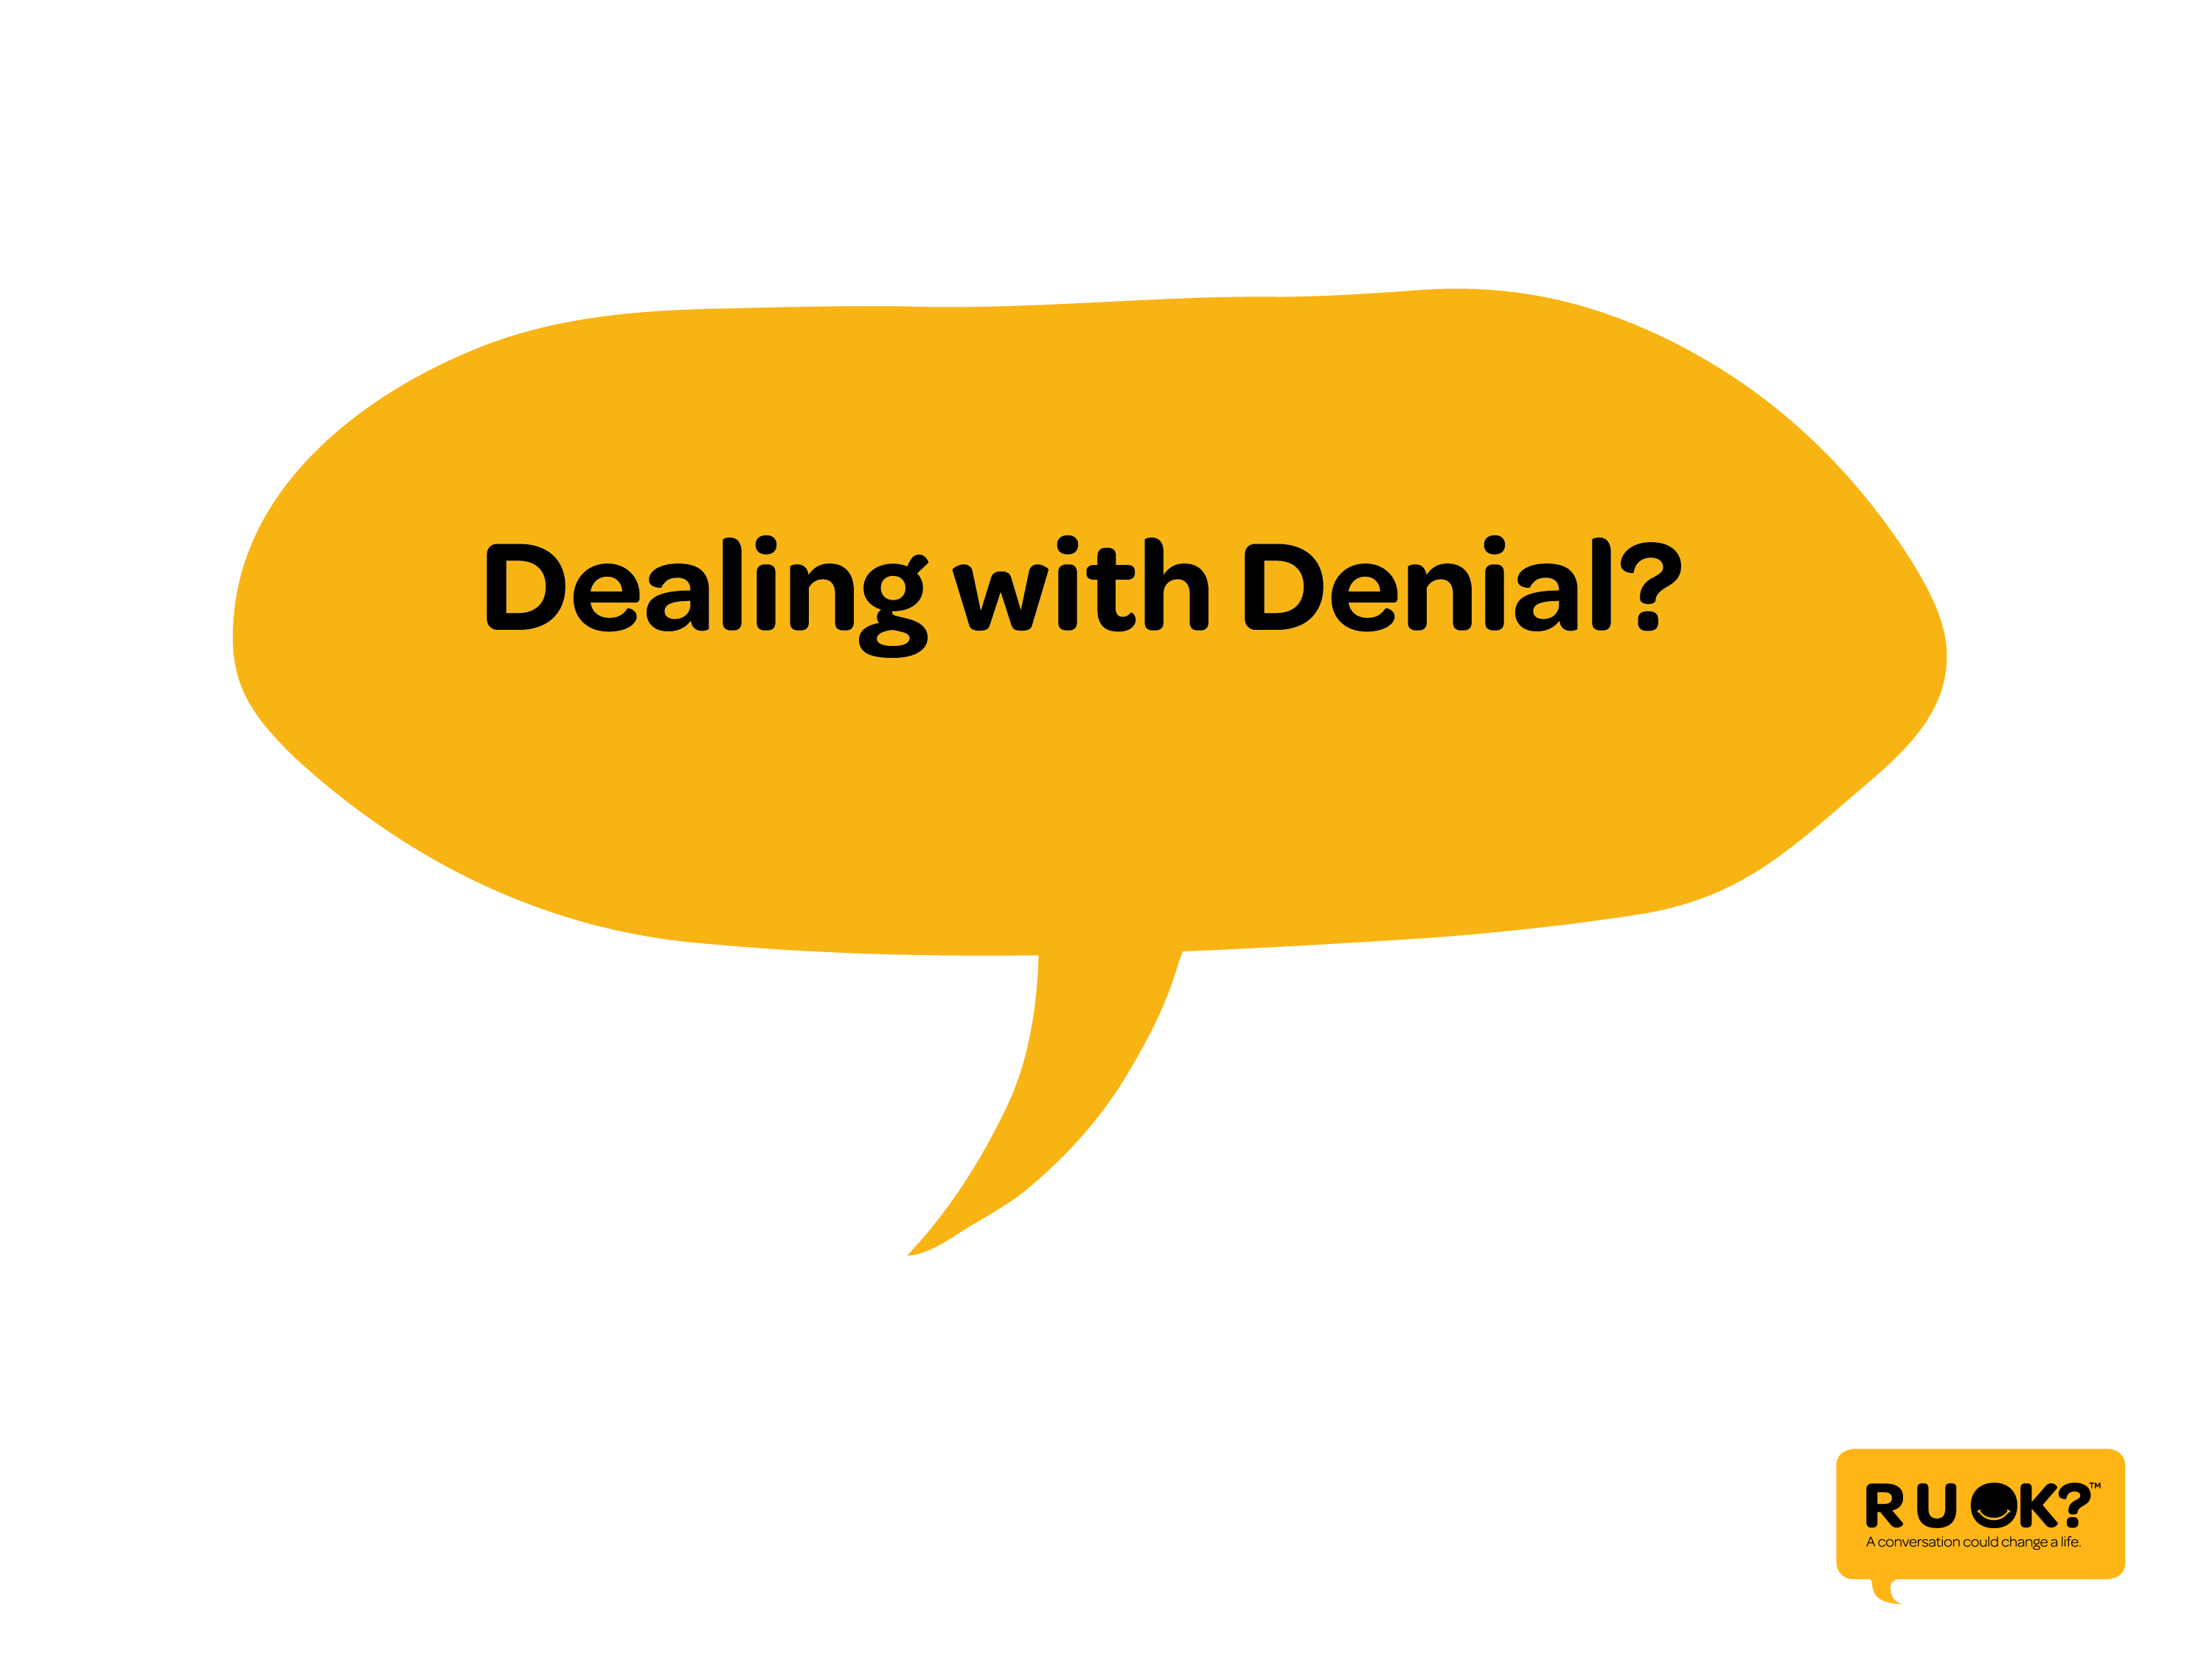 Dealing with Denial?
R U OK?™
A conversation could change a life.